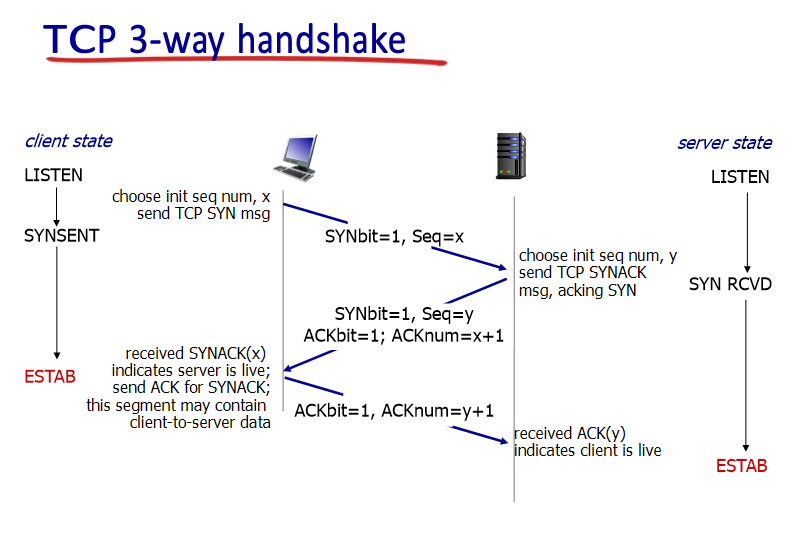 TCP 3-way handshake
client state
server state
LISTEN
LISTEN
choose init seq num, x
send TCP SYN msg
SYNSENT
SYNbit=1, Seq=x
choose init seq num, y
send TCP SYNACK
msg, acking SYN
SYN RCVD
SYNbit=1, Seq=y
ACKbit=1; ACKnum=x+1
received SYNACK(x)
indicates server is live;
send ACK for SYNACK;
this segment may contain
client-to-server data
ESTAB
ACKbit=1, ACKnum=y+1
received ACK(y)
indicates client is live
ESTAB